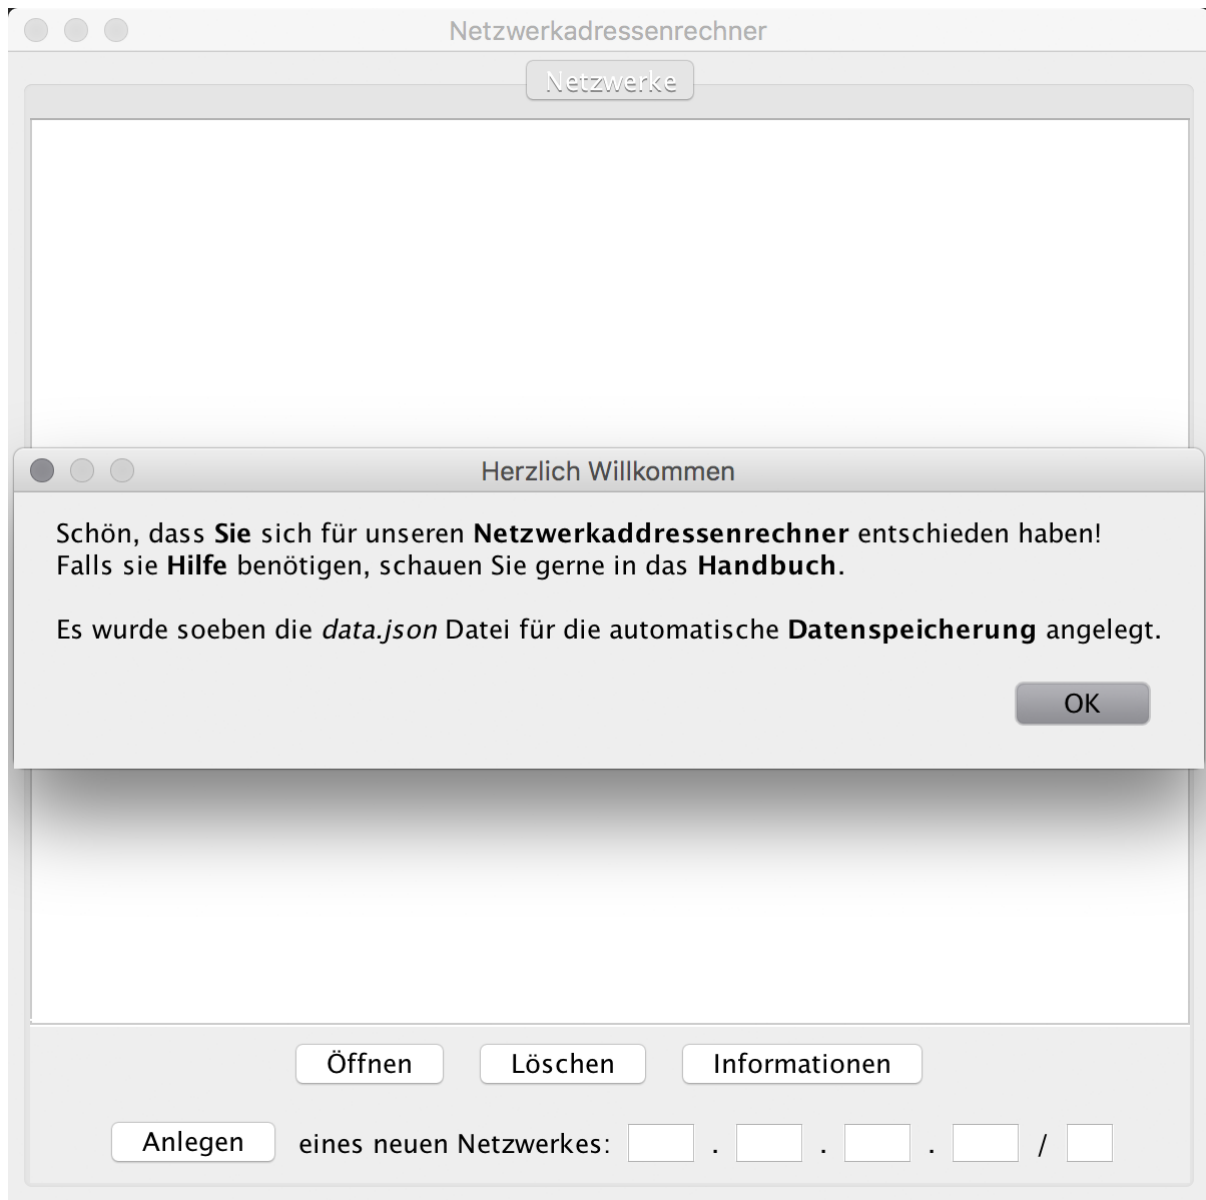 Netzwerkadressenrechner
Netzwerke
Herzlich Willkommen
Schön, dass Sie sich für unseren Netzwerkaddressenrechner entschieden haben!
Falls sie Hilfe benötigen, schauen Sie gerne in das Handbuch.
Es wurde soeben die data.json Datei für die automatische Datenspeicherung angelegt.
OK
Öffnen Löschen Informationen
Anlegen eines neuen Netzwerkes: . . . /